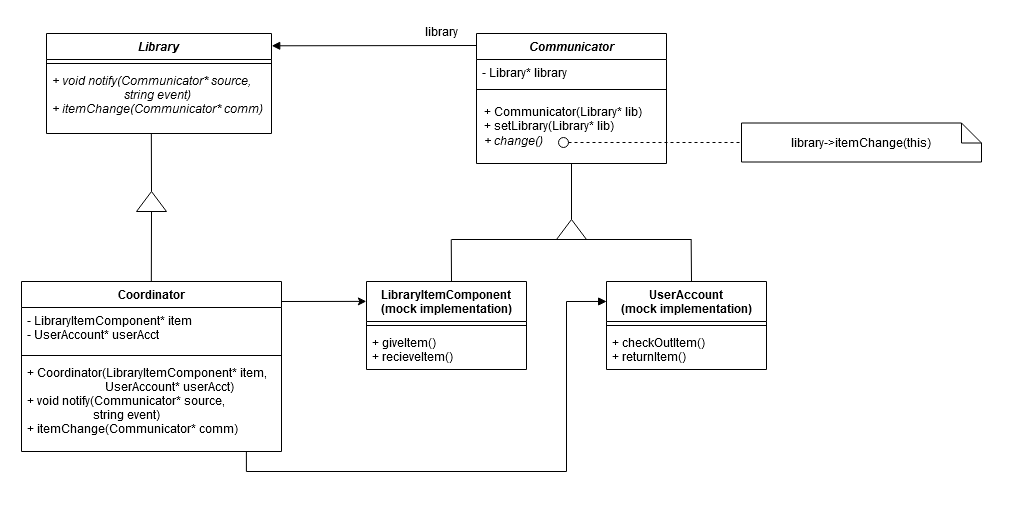 library
Library
+ void notify(Communicator* source,
string event)
+ itemChange(Communicator* comm)
Communicator
- Library* library
+ Communicator(Library* lib)
+ setLibrary(Library* lib)
+ change()
library->itemChange(this)
Coordinator
- LibraryItemComponent* item
- UserAccount* userAcct
+ Coordinator(LibraryItemComponent* item,
UserAccount* userAcct)
+ void notify(Communicator* source,
string event)
+ itemChange(Communicator* comm)
LibraryItemComponent
(mock implementation)
+ giveItem()
+ recieveItem()
UserAccount
(mock implementation)
+ checkOutItem()
+ returnItem()